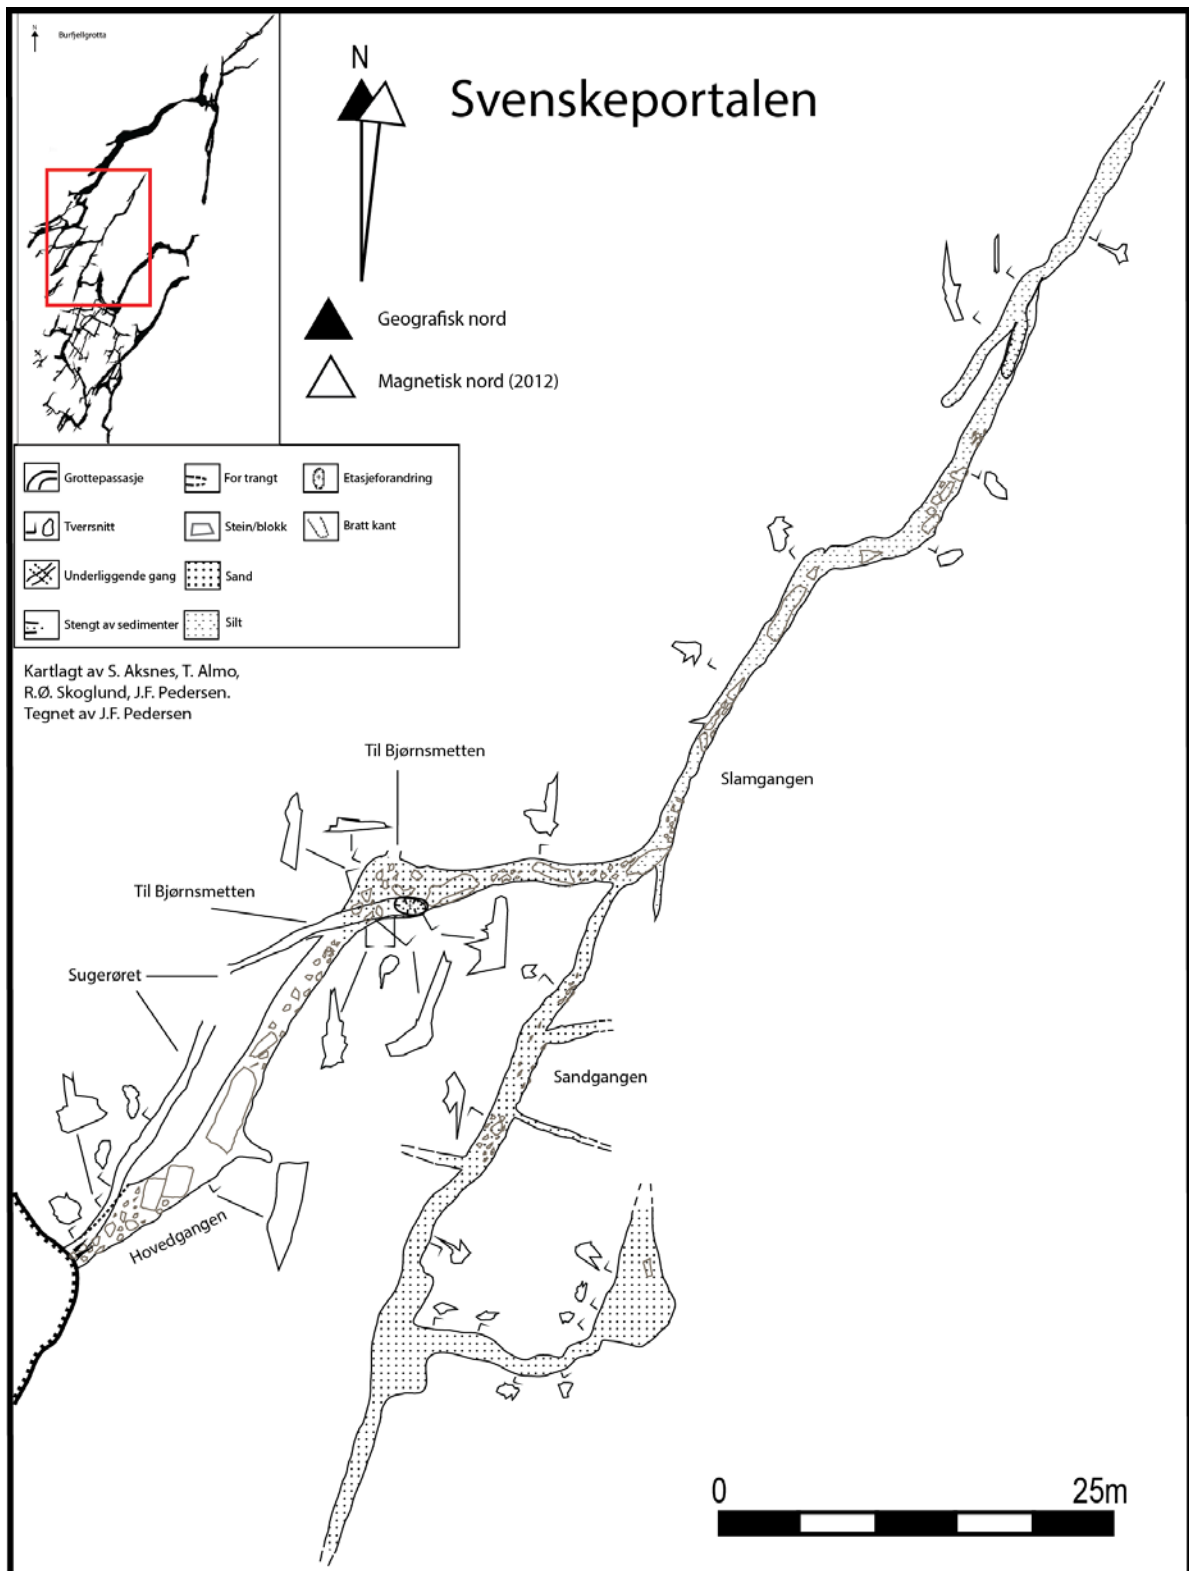 N
Burfjellgrotta
N
Svenskeportalen
Geografisk nord
Magnetisk nord (2012)
Grottepassasje
For trangt
Etasjeforandring
Tverrsnitt
Stein/blokk
Bratt kant
Underliggende gang
Sand
Stengt av sedimenter
Silt
Kartlagt av S. Aksnes, T. Almo,
R.Ø. Skoglund, J.F. Pedersen.
Tegnet av J.F. Pedersen
Til Bjørnsmetten
Slamgangen
Til Bjørnsmetten
Sugerøret
Sandgangen
Hovedgangen
0
25m